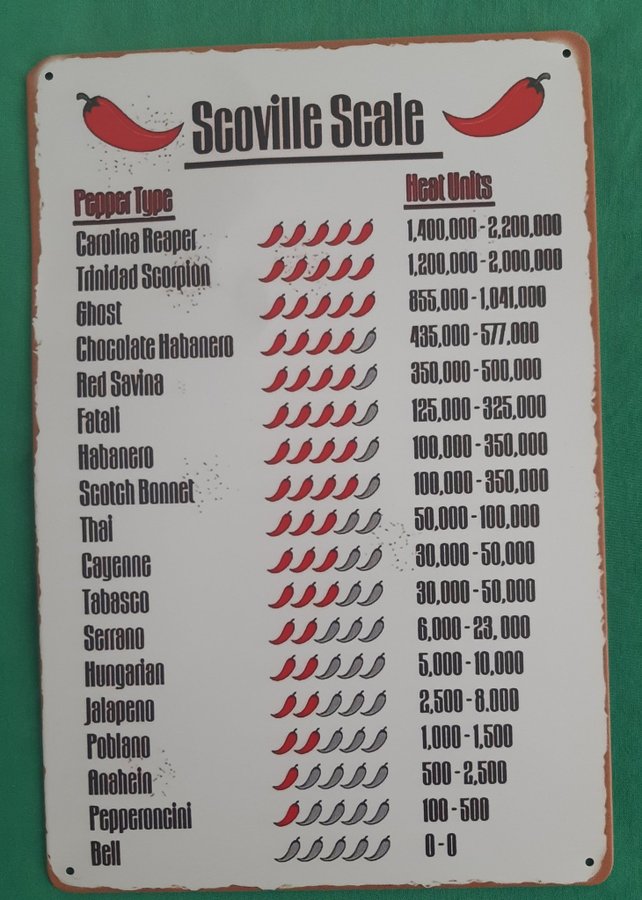 Scoville Scale
Pepper Type Heat Units
Carolina Reaper 1,400,000 - 2,200,000
Trinidad Scorpion 1,200,000 - 2,000,000
Ghost 855,000 - 1,041,000
Chocolate Habanero 435,000 - 577,000
Red Savina 350,000 - 500,000
Fatali 125,000 - 325,000
Habanero 100,000 - 350,000
Scotch Bonnet 100,000 - 350,000
Thai 50,000 - 100,000
Cayenne 30,000 - 50,000
Tabasco 30,000 - 50,000
Serrano 6,000 - 23, 000
Hungarian 5,000 - 10,000
Jalapeno 2,500 - 8.000
Poblano 1,000 - 1,500
Anahein 500 - 2,500
Pepperoncini 100 - 500
Bell 0 - 0